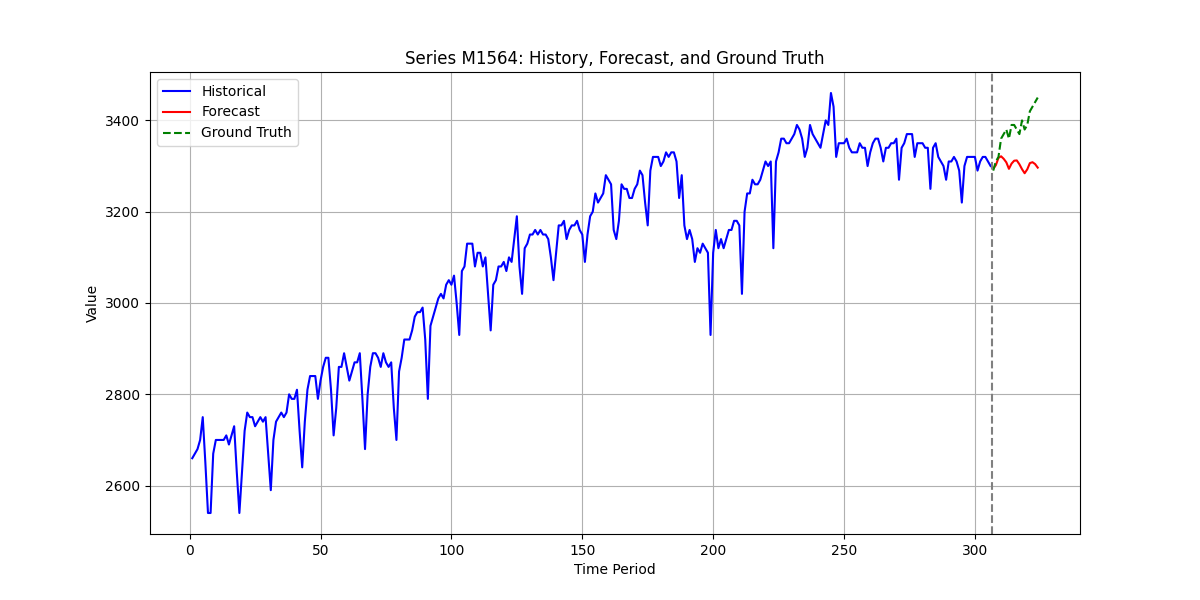 Series M1564: History, Forecast, and Ground Truth
Historical
Forecast
Ground Truth
Value
3400
3200
3000
2800
2600
0 50 100 150 200 250 300
Time Period